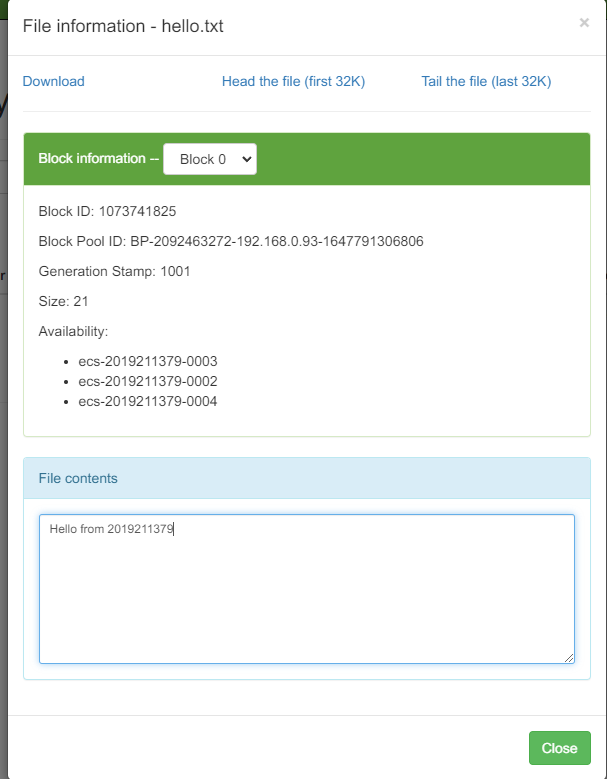 File information - hello.txt
×
Download
Head the file (first 32K)
Tail the file (last 32K)
Block information -- Block 0
Block ID: 1073741825
Block Pool ID: BP-2092463272-192.168.0.93-1647791306806
Generation Stamp: 1001
Size: 21
Availability:
ecs-2019211379-0003
ecs-2019211379-0002
ecs-2019211379-0004
File contents
Hello from 2019211379
Close